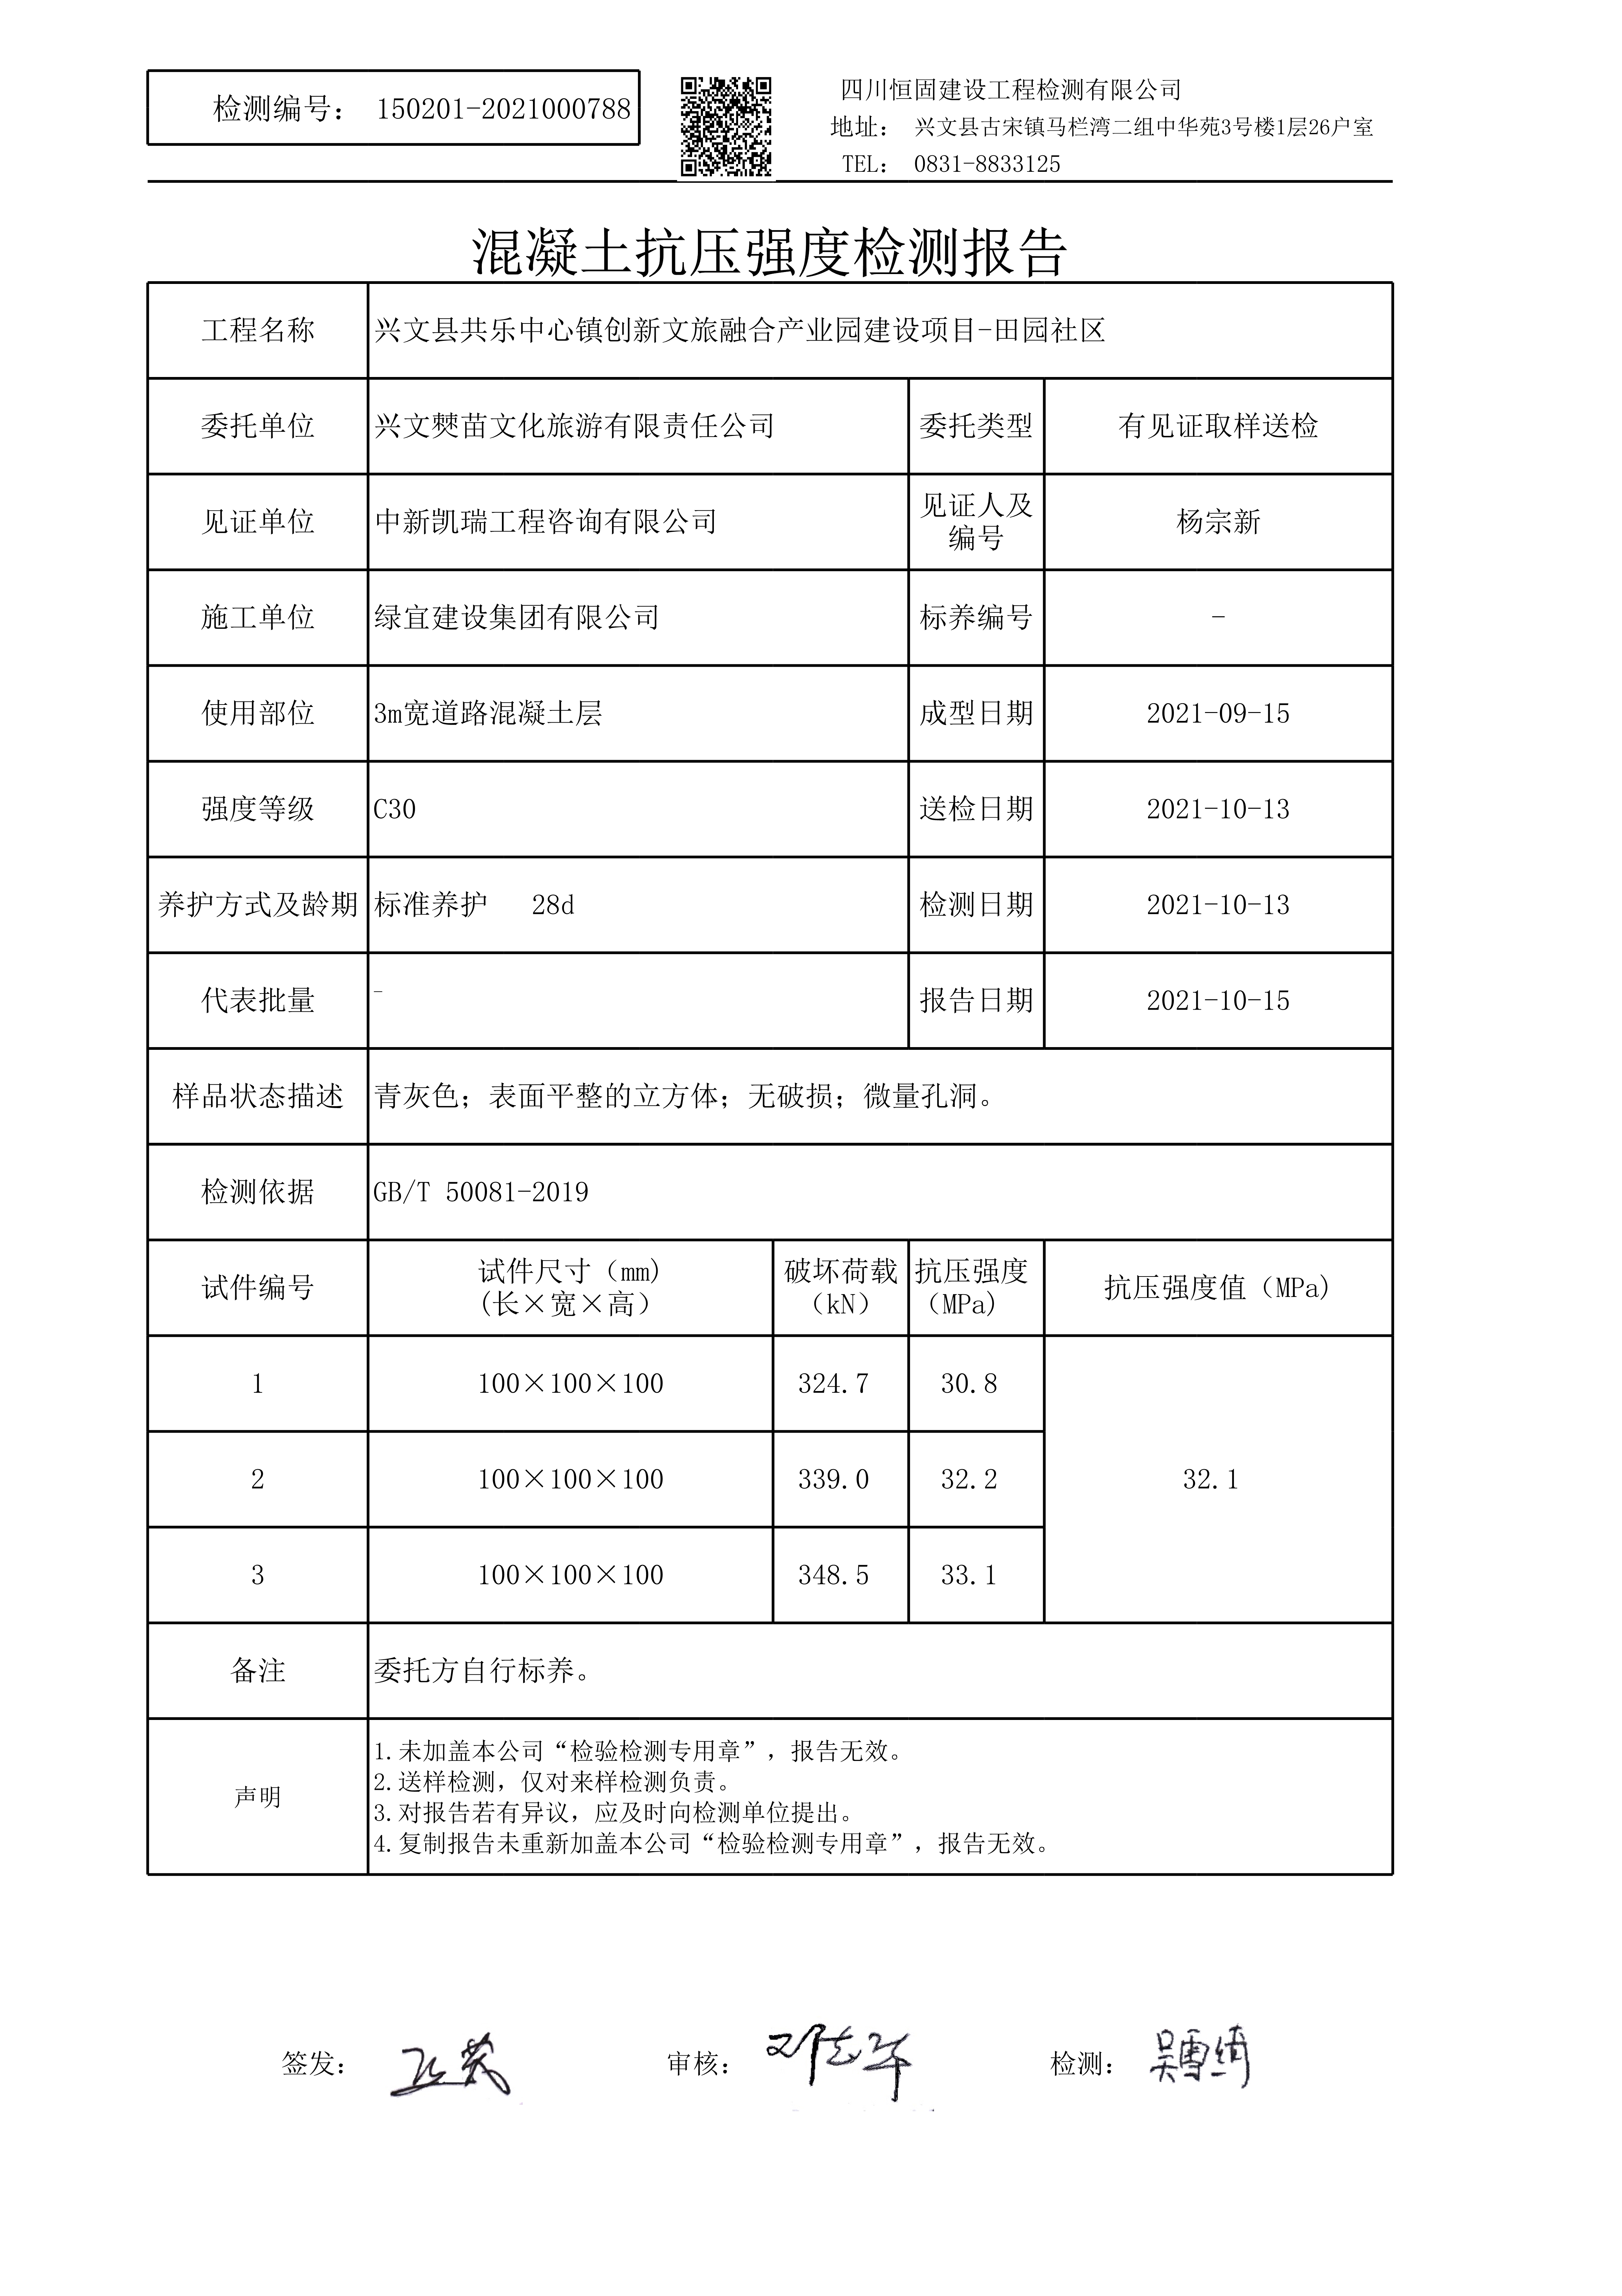 检测编号： 150201-2021000788
四川恒固建设工程检测有限公司
地址： 兴文县古宋镇马栏湾二组中华苑3号楼1层26户室
TEL： 0831-8833125
混凝土抗压强度检测报告
工程名称 兴文县共乐中心镇创新文旅融合产业园建设项目-田园社区
委托单位 兴文僰苗文化旅游有限责任公司 委托类型 有见证取样送检
见证单位 中新凯瑞工程咨询有限公司 见证人及编号 杨宗新
施工单位 绿宜建设集团有限公司 标养编号 -
使用部位 3m宽道路混凝土层 成型日期 2021-09-15
强度等级 C30 送检日期 2021-10-13
养护方式及龄期 标准养护 28d 检测日期 2021-10-13
代表批量 - 报告日期 2021-10-15
样品状态描述 青灰色；表面平整的立方体；无破损；微量孔洞。
检测依据 GB/T 50081-2019
试件编号 试件尺寸（mm)(长×宽×高） 破坏荷载（kN） 抗压强度（MPa) 抗压强度值（MPa)
1 100×100×100 324.7 30.8
2 100×100×100 339.0 32.2 32.1
3 100×100×100 348.5 33.1
备注 委托方自行标养。
声明
1.未加盖本公司“检验检测专用章”，报告无效。
2.送样检测，仅对来样检测负责。
3.对报告若有异议，应及时向检测单位提出。
4.复制报告未重新加盖本公司“检验检测专用章”，报告无效。
签发： 审核： 检测： 吴雪绮